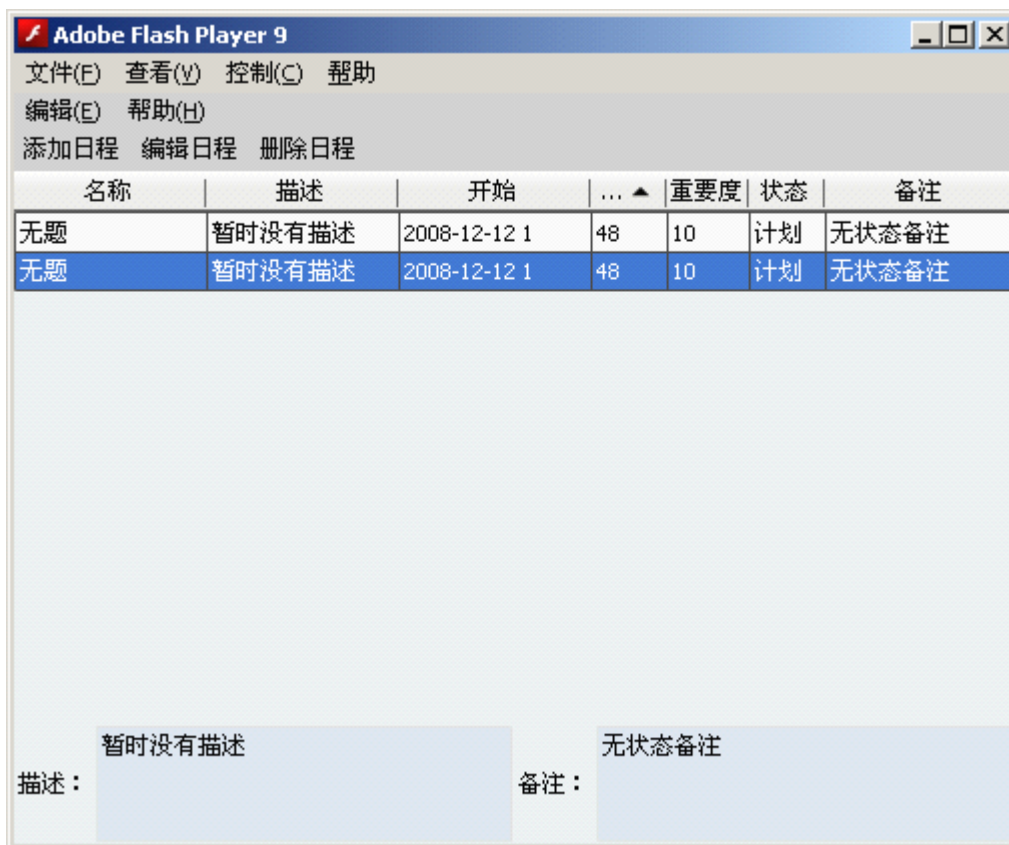 Adobe Flash Player 9
文件(F) 查看(V) 控制(C) 帮助
编辑(E) 帮助(H)
添加日程 编辑日程 删除日程
名称 描述 开始 ... 重要度 状态 备注
无题 暂时没有描述 2008-12-12 1 48 10 计划 无状态备注
无题 暂时没有描述 2008-12-12 1 48 10 计划 无状态备注
描述： 暂时没有描述 备注： 无状态备注